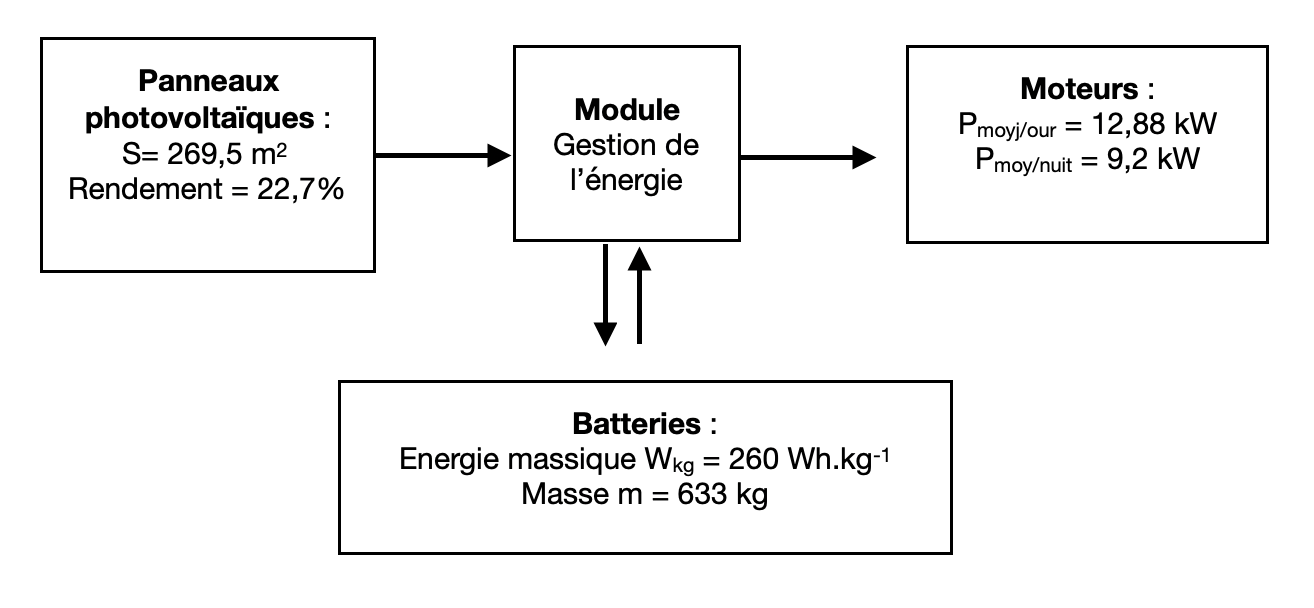 Panneaux
photovoltaïques :
S= 269,5 m²
Rendement = 22,7%
Module
Gestion de
l’énergie
Moteurs :
Pmoyj/our = 12,88 kW
Pmoy/nuit = 9,2 kW
Batteries :
Energie massique Wkg = 260 Wh.kg-1
Masse m = 633 kg